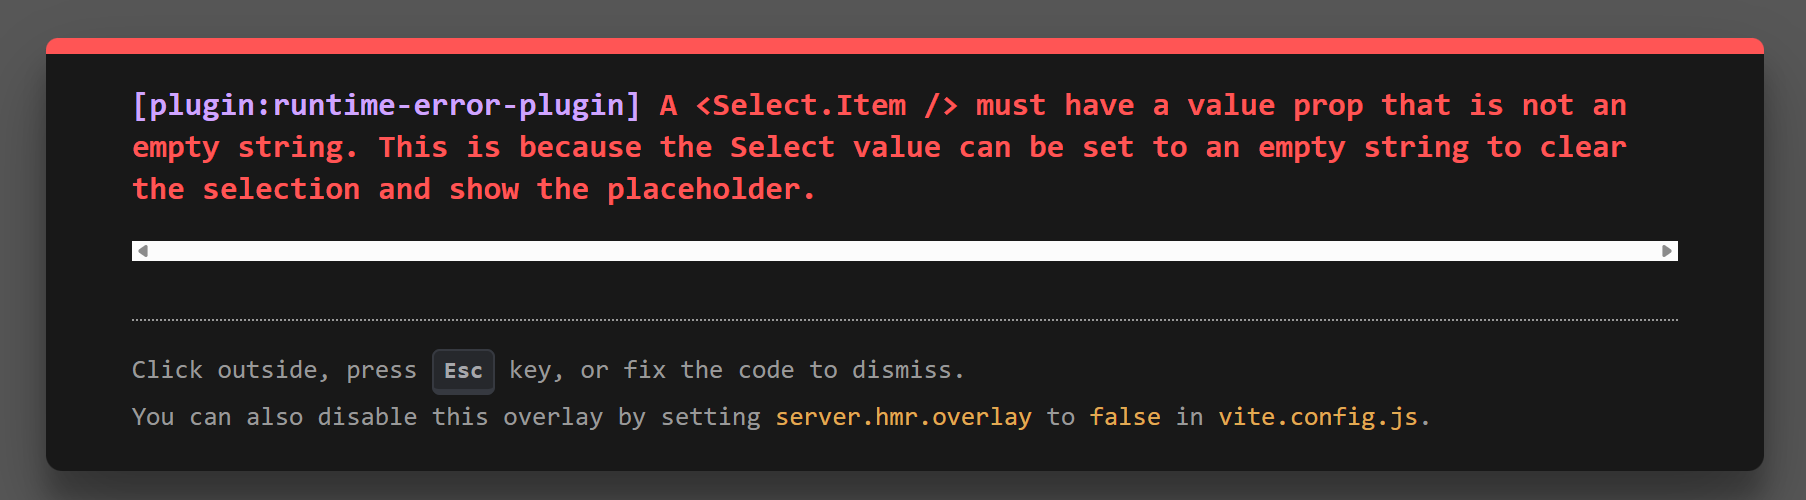 [plugin:runtime-error-plugin] A <Select.Item /> must have a value prop that is not an
empty string. This is because the Select value can be set to an empty string to clear
the selection and show the placeholder.
Click outside, press Esc key, or fix the code to dismiss.
You can also disable this overlay by setting server.hmr.overlay to false in vite.config.js.